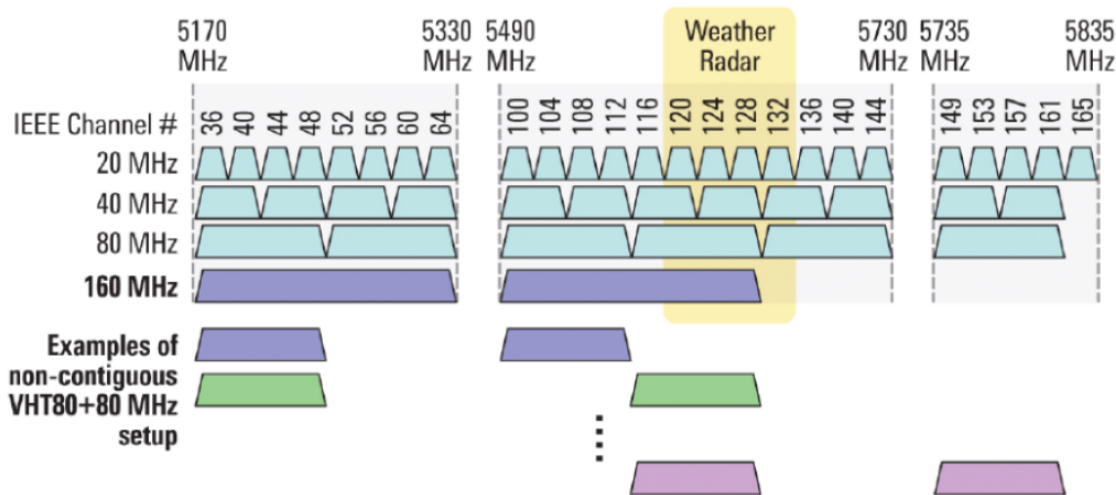 5170 MHz
5330 MHz
5490 MHz
Weather Radar
5730 MHz
5735 MHz
5835 MHz
IEEE Channel #
36 40 44 48 52 56 60 64 100 104 108 112 116 120 124 128 132 136 140 144 149 153 157 161 165
20 MHz
40 MHz
80 MHz
160 MHz
Examples of
non-contiguous
VHT80+80 MHz
setup